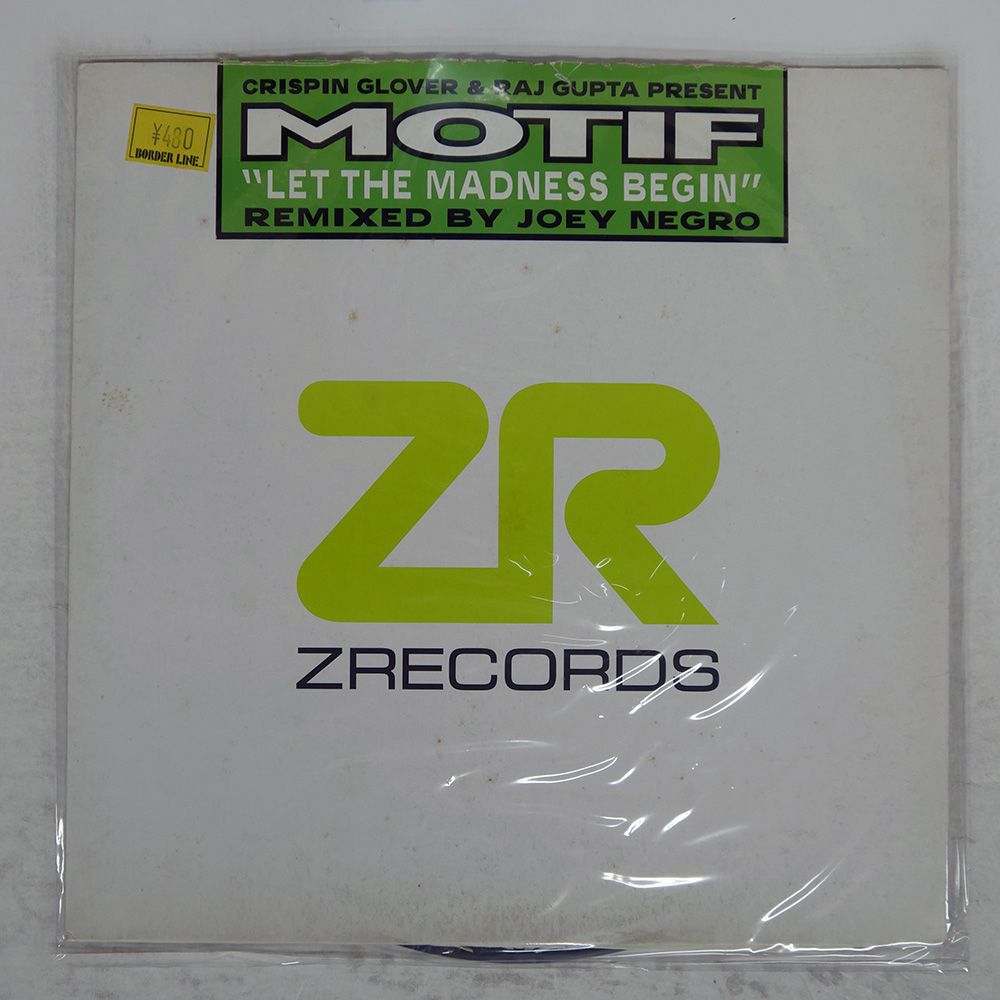 CRISPIN GLOVER & RAJ GUPTA PRESENT
MOTIF
"LET THE MADNESS BEGIN"
REMIXED BY JOEY NEGRO
¥480
BORDER LINE
ZR
ZRECORDS